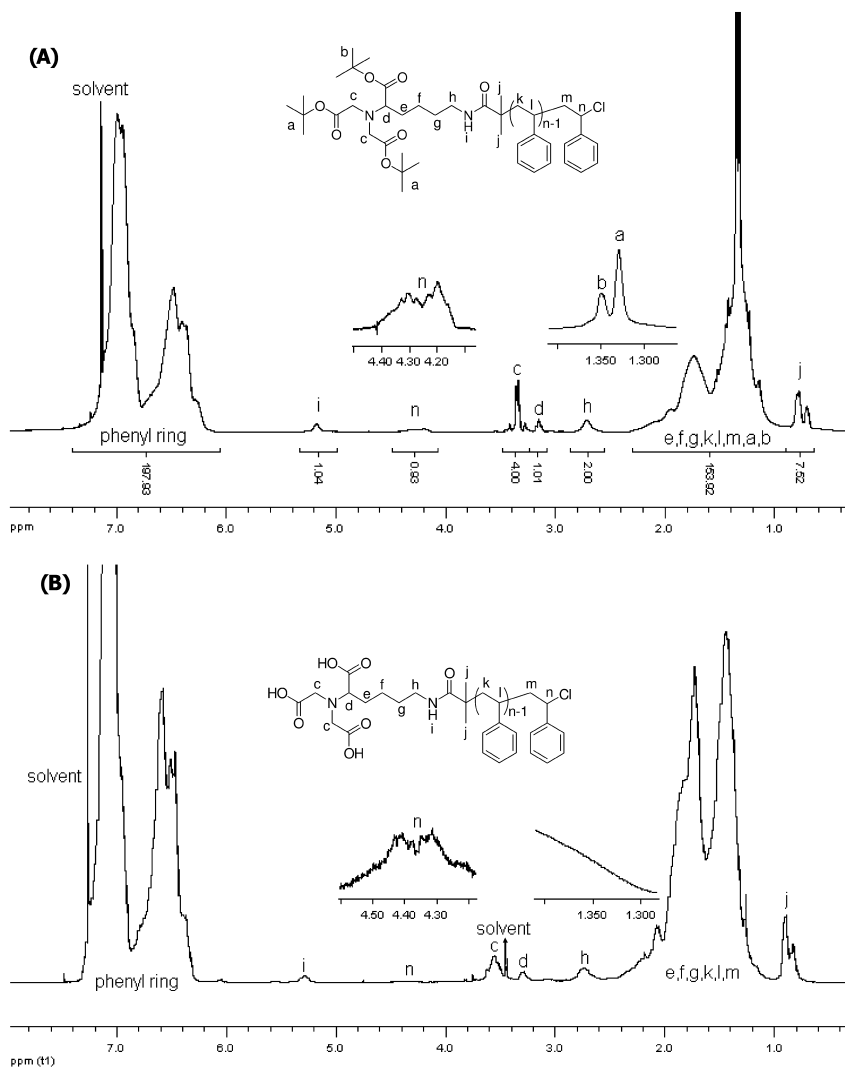 (A)
solvent
b
O
O
c
O
O
a
N
d
e
f
g
h
N
H
i
O
j
j
k
l
n-1
m
n
Cl
c
O
O
a
n
4.40 4.30 4.20
b
a
1.350 1.300
phenyl ring
i
n
c
d
h
e,f,g,k,l,m,a,b
j
197.93
1.04
0.93
4.00
1.01
2.00
153.92
7.52
ppm 7.0 6.0 5.0 4.0 3.0 2.0 1.0
(B)
solvent
HO
O
HO
c
O
N
d
e
f
g
h
N
H
i
O
j
j
k
l
n-1
m
n
Cl
c
O
OH
n
4.50 4.40 4.30
1.350 1.300
phenyl ring
i
n
c
solvent
d
h
e,f,g,k,l,m
j
ppm (t1) 7.0 6.0 5.0 4.0 3.0 2.0 1.0